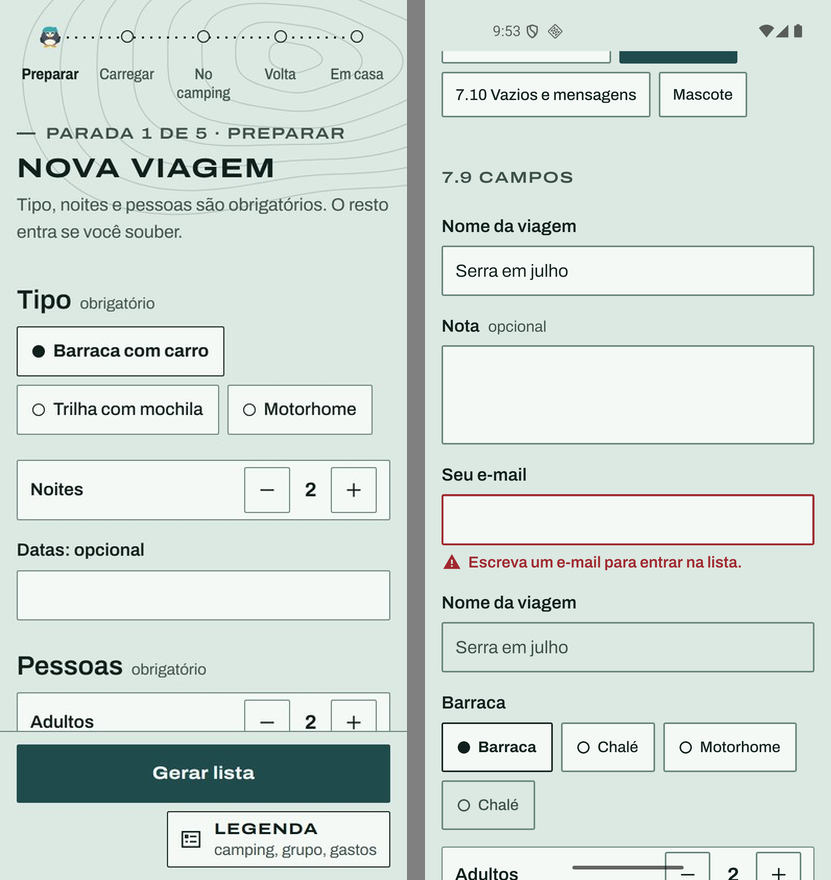 Preparar
Carregar
No
camping
Volta
Em casa
— PARADA 1 DE 5 · PREPARAR
NOVA VIAGEM
Tipo, noites e pessoas são obrigatórios. O resto
entra se você souber.
Tipo obrigatório
Barraca com carro
Trilha com mochila
Motorhome
Noites
− 2 +
Datas: opcional
Pessoas obrigatório
Adultos
− 2 +
Gerar lista
LEGENDA
camping, grupo, gastos
9:53
7.10 Vazios e mensagens
Mascote
7.9 CAMPOS
Nome da viagem
Serra em julho
Nota opcional
Seu e-mail
Escreva um e-mail para entrar na lista.
Nome da viagem
Serra em julho
Barraca
Barraca
Chalé
Motorhome
Chalé
Adultos
− 2 +